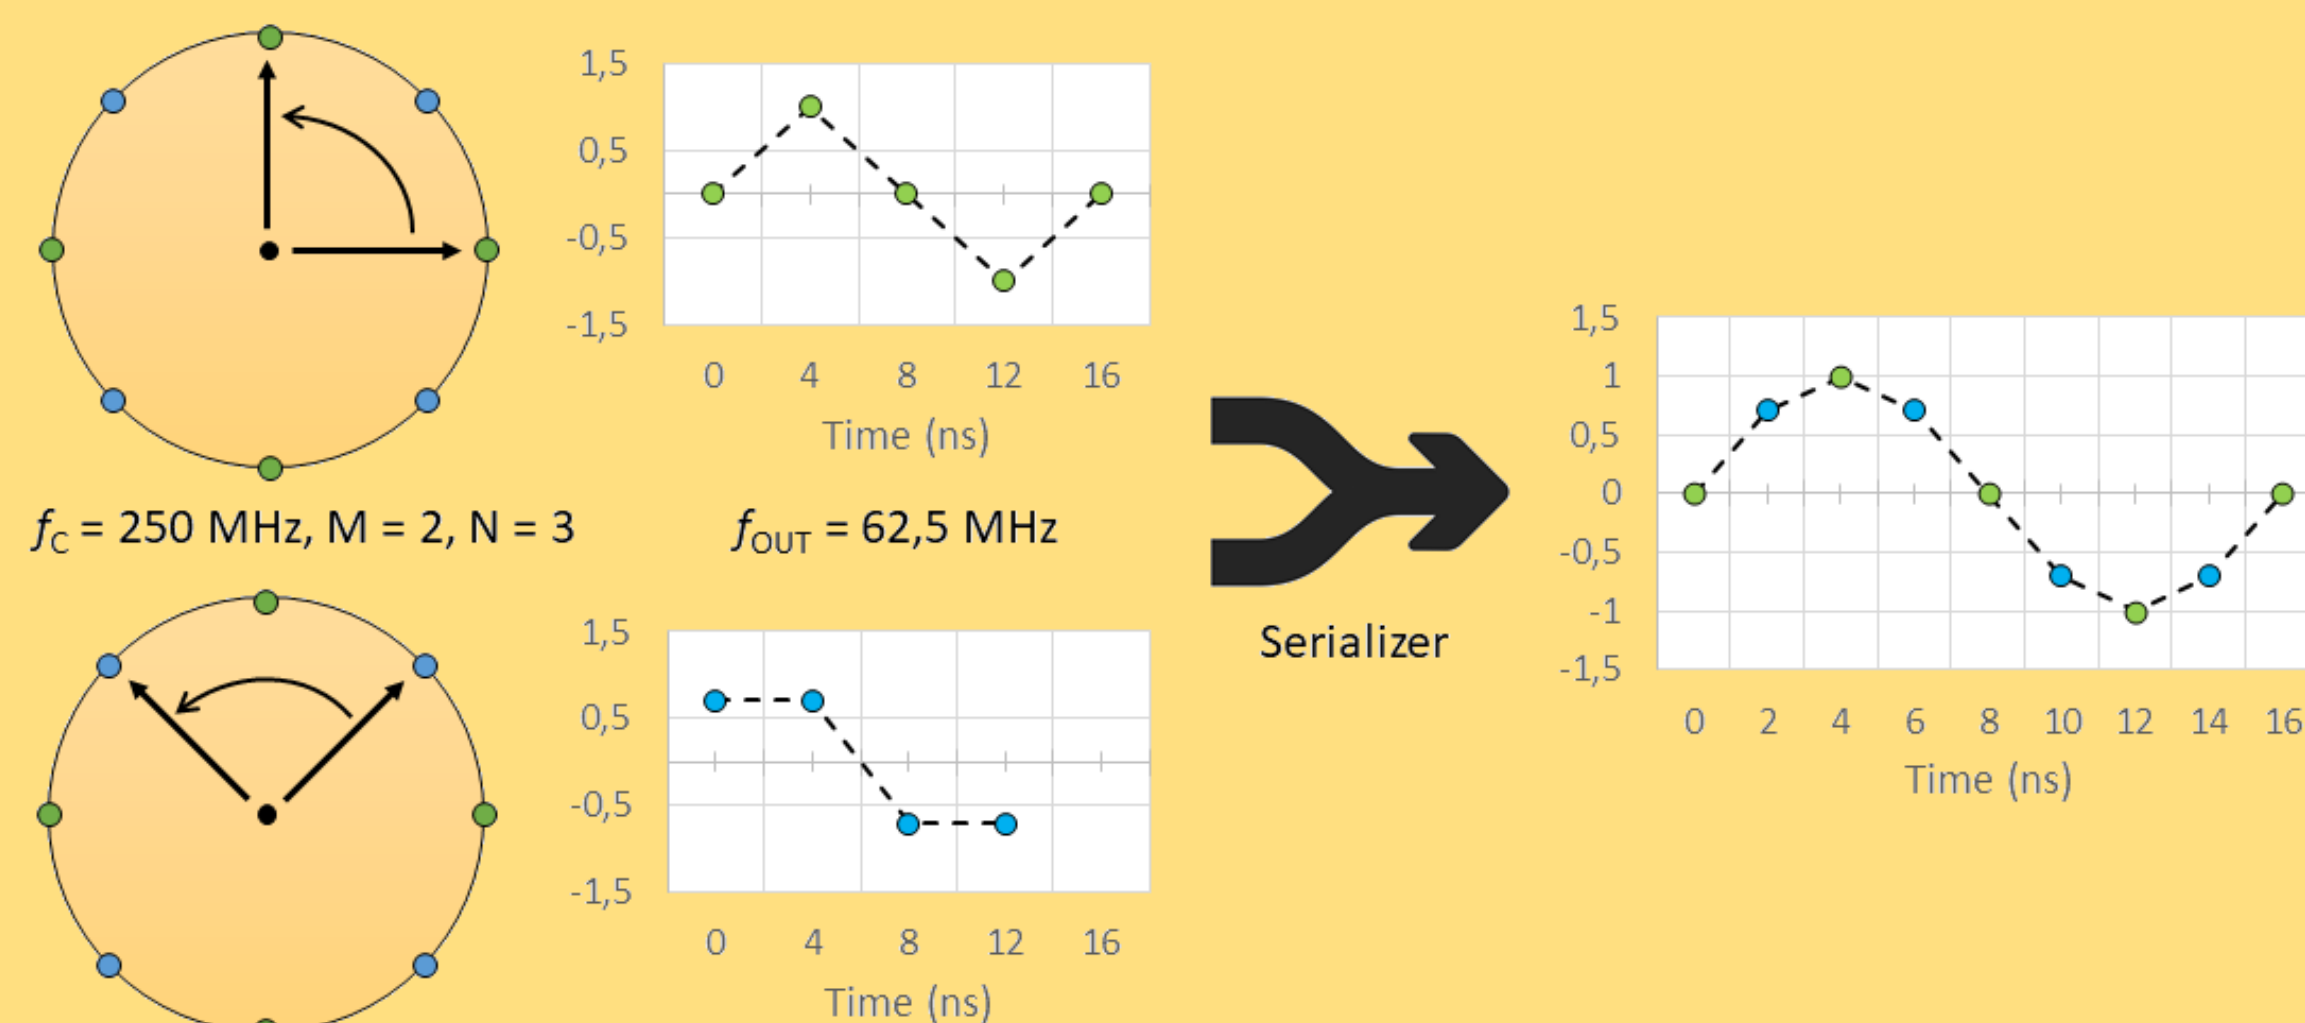 1,5
0,5
-0,5
-1,5
0 4 8 12 16
Time (ns)
f_C = 250 MHz, M = 2, N = 3
f_OUT = 62,5 MHz
1,5
0,5
-0,5
-1,5
0 4 8 12 16
Time (ns)
Serializer
1,5
1
0,5
0
-0,5
-1
-1,5
0 2 4 6 8 10 12 14 16
Time (ns)